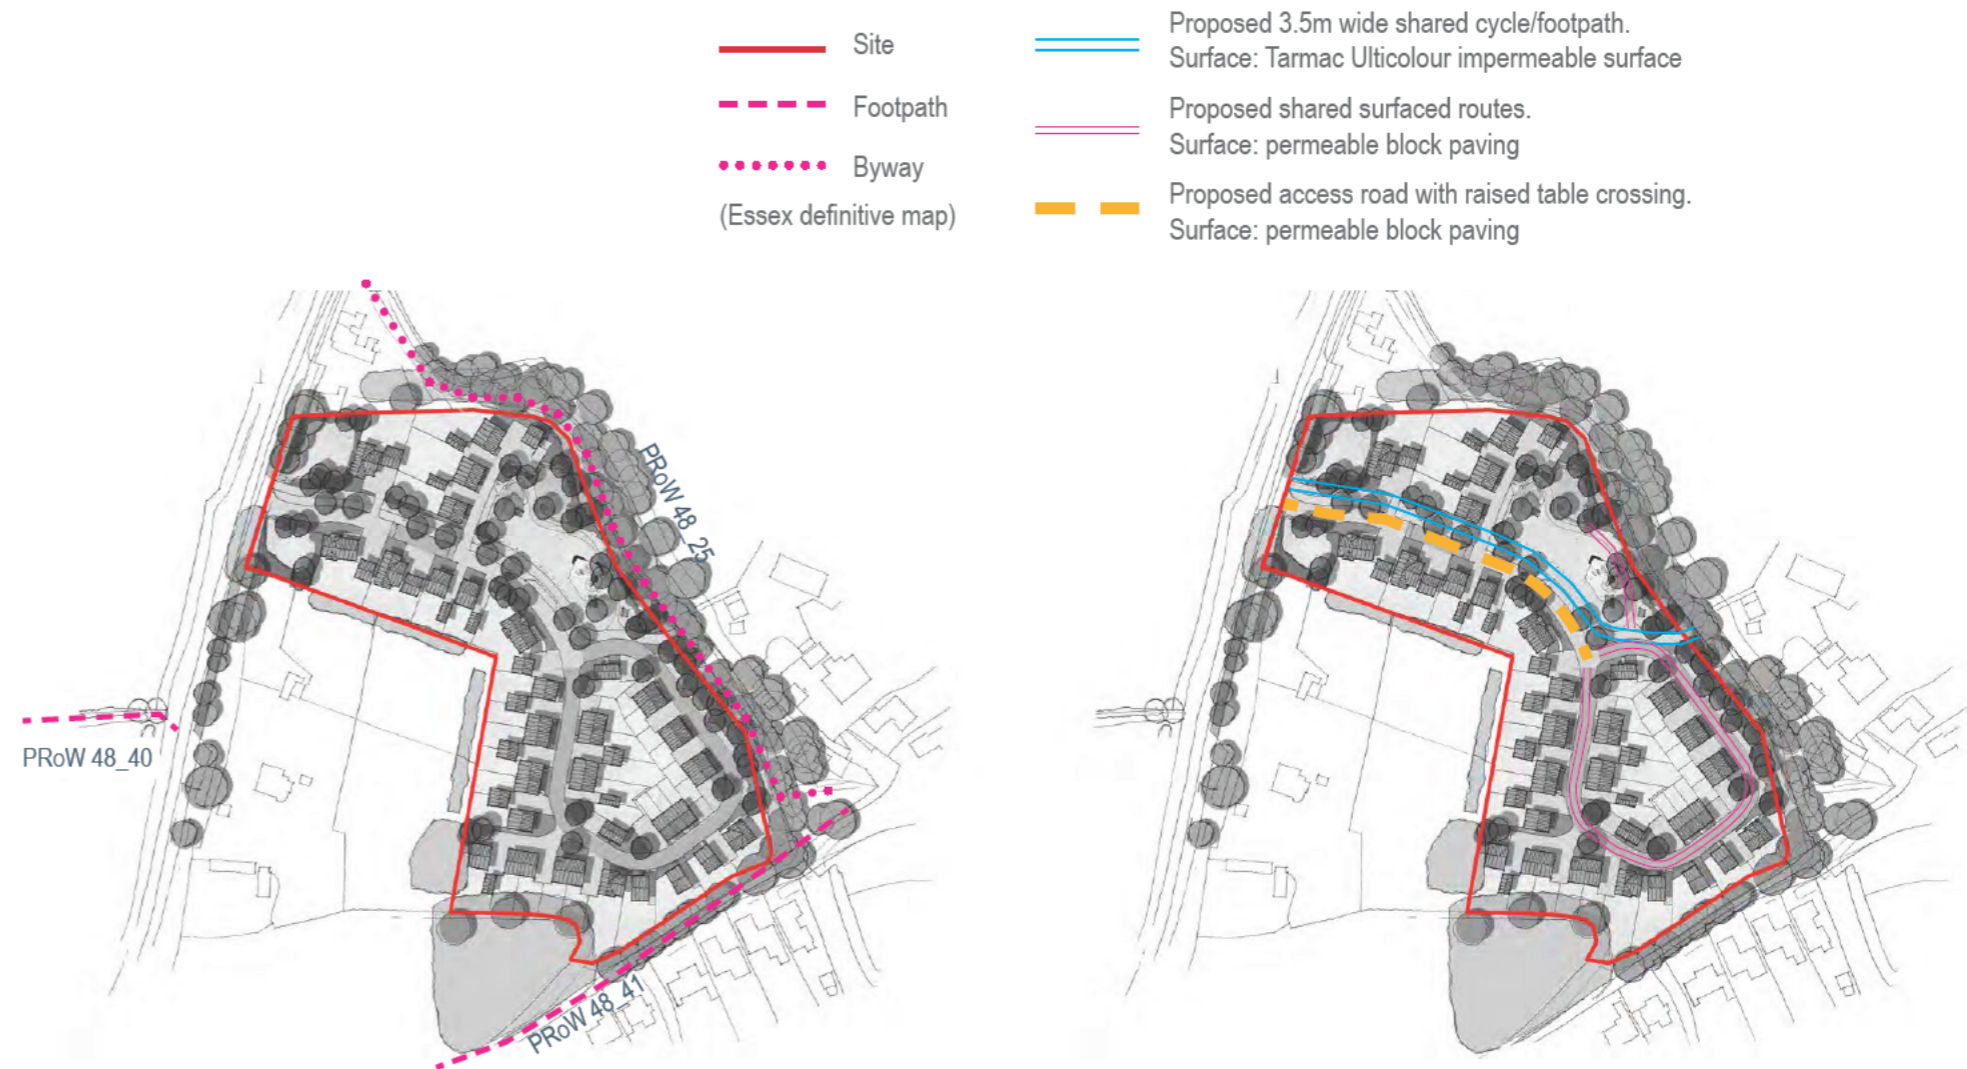 Site
Footpath
Byway
(Essex definitive map)
Proposed 3.5m wide shared cycle/footpath.
Surface: Tarmac Ulticolour impermeable surface
Proposed shared surfaced routes.
Surface: permeable block paving
Proposed access road with raised table crossing.
Surface: permeable block paving
PRoW 48_25
PRoW 48_40
PRoW 48_41